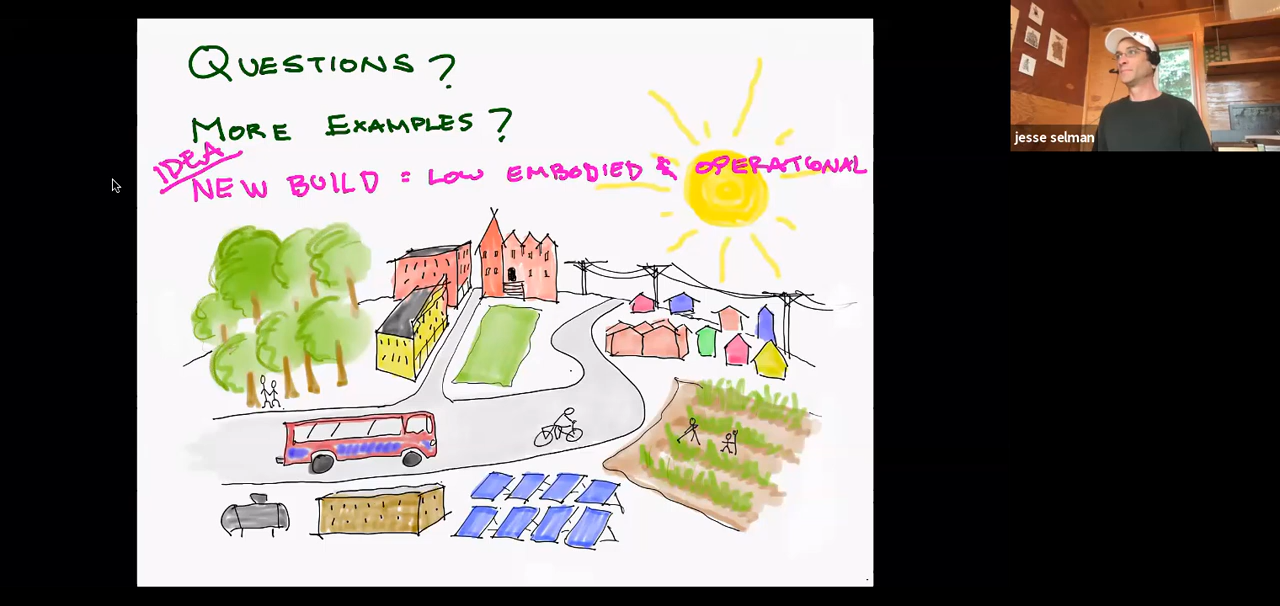 QUESTIONS?
MORE EXAMPLES?
IDEA
NEW BUILD = LOW EMBODIED & OPERATIONAL
jesse selman